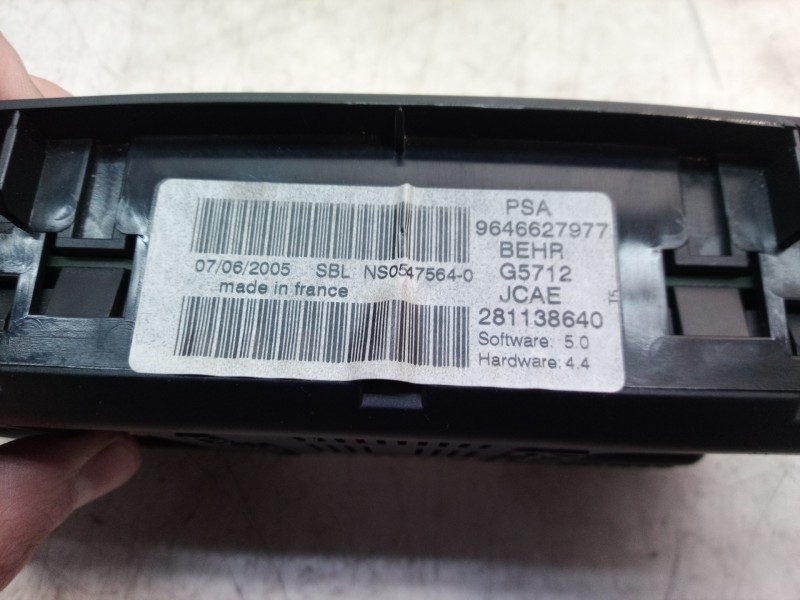 07/06/2005 SBL NS0547564-0
made in france
PSA
9646627977
BEHR
G5712
JCAE
281138640
Software: 5.0
Hardware: 4.4